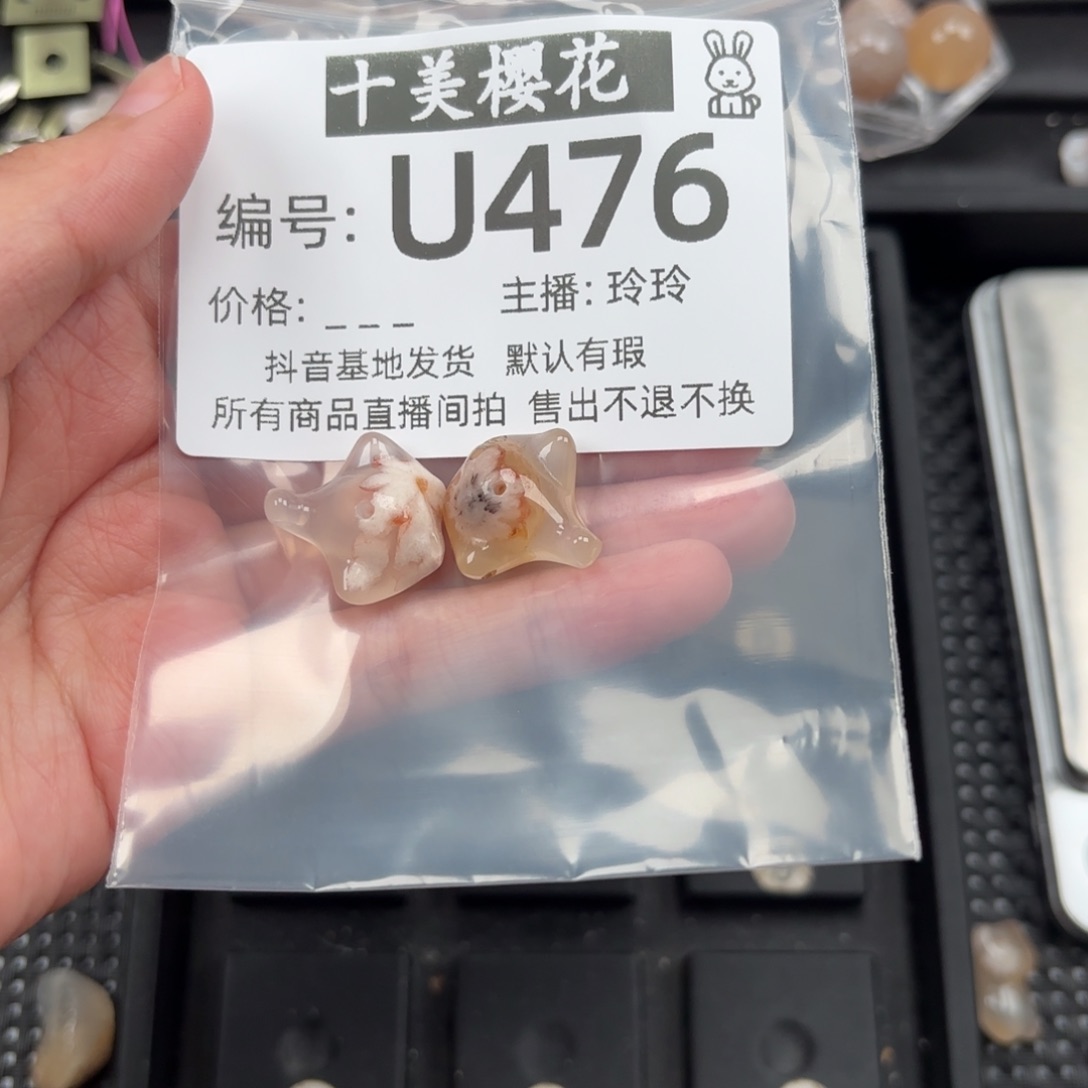 十美樱花
编号: U476
价格: _ _ _ 主播: 玲玲
抖音基地发货 默认有瑕
所有商品直播间拍 售出不退不换